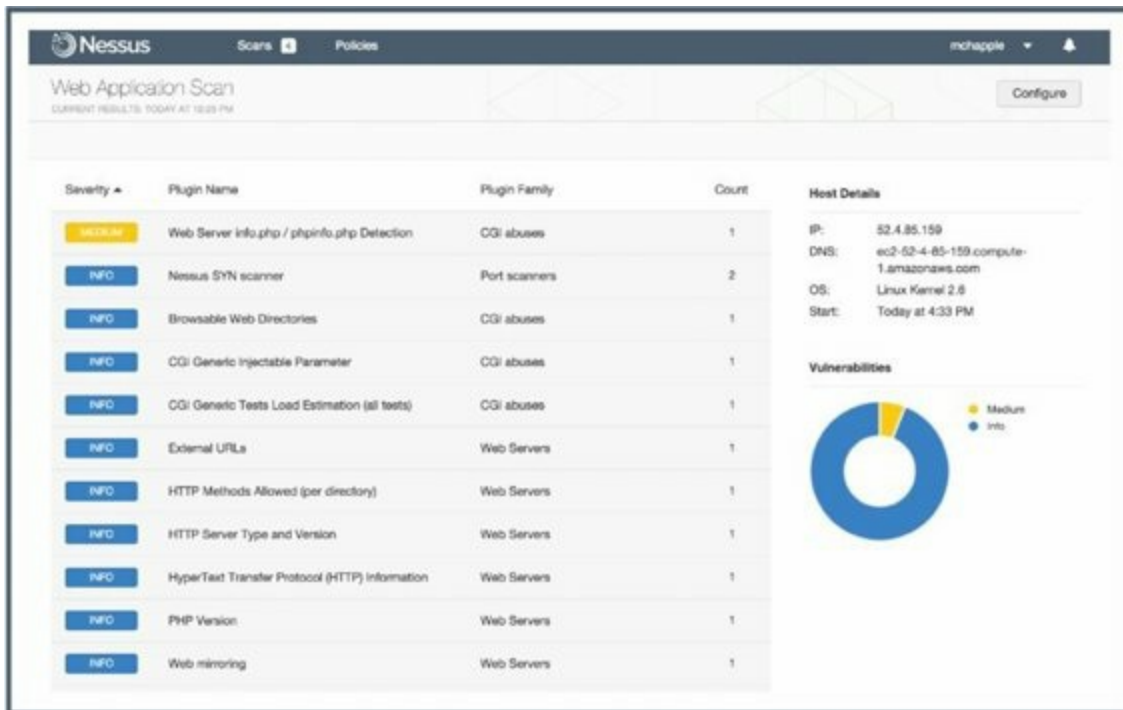 Nessus Scans 4 Policies mchapple
Web Application Scan
CURRENT RESULTS: TODAY AT
Configure
Severity Plugin Name Plugin Family Count
MEDIUM Web Server info.php / phpinfo.php Detection CGI abuses 1
INFO Nessus SYN scanner Port scanners 2
INFO Browsable Web Directories CGI abuses 1
INFO CGI Generic Injectable Parameter CGI abuses 1
INFO CGI Generic Tests Load Estimation (all tests) CGI abuses 1
INFO External URLs Web Servers 1
INFO HTTP Methods Allowed (per directory) Web Servers 1
INFO HTTP Server Type and Version Web Servers 1
INFO HyperText Transfer Protocol (HTTP) Information Web Servers 1
INFO PHP Version Web Servers 1
INFO Web mirroring Web Servers 1
Host Details
IP: 52.4.85.159
DNS: ec2-52-4-85-159.compute-
1.amazonaws.com
OS: Linux Kernel 2.6
Start: Today at 4:33 PM
Vulnerabilities
Medium
Info